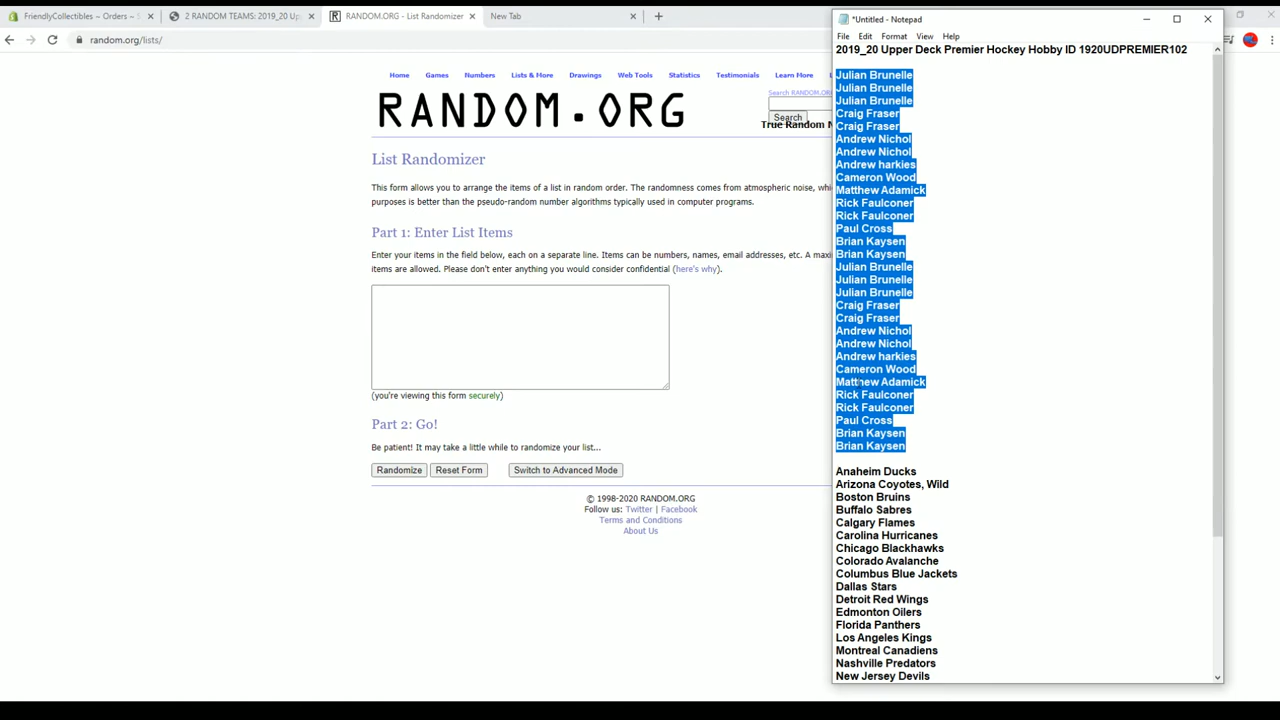 FriendlyCollectibles ~ Orders ~ S
2 RANDOM TEAMS: 2019_20 Up
RANDOM.ORG - List Randomizer
New Tab
random.org/lists/
Home Games Numbers Lists & More Drawings Web Tools Statistics Testimonials Learn More
Search RANDOM.OR
RANDOM.ORG
Search
True Random N
List Randomizer
This form allows you to arrange the items of a list in random order. The randomness comes from atmospheric noise, whi
purposes is better than the pseudo-random number algorithms typically used in computer programs.
Part 1: Enter List Items
Enter your items in the field below, each on a separate line. Items can be numbers, names, email addresses, etc. A maxi
items are allowed. Please don't enter anything you would consider confidential (here's why).
(you're viewing this form securely)
Part 2: Go!
Be patient! It may take a little while to randomize your list...
Randomize Reset Form Switch to Advanced Mode
© 1998-2020 RANDOM.ORG
Follow us: Twitter | Facebook
Terms and Conditions
About Us
*Untitled - Notepad
File Edit Format View Help
2019_20 Upper Deck Premier Hockey Hobby ID 1920UDPREMIER102
Julian Brunelle
Julian Brunelle
Julian Brunelle
Craig Fraser
Craig Fraser
Andrew Nichol
Andrew Nichol
Andrew harkies
Cameron Wood
Matthew Adamick
Rick Faulconer
Rick Faulconer
Paul Cross
Brian Kaysen
Brian Kaysen
Julian Brunelle
Julian Brunelle
Julian Brunelle
Craig Fraser
Craig Fraser
Andrew Nichol
Andrew Nichol
Andrew harkies
Cameron Wood
Matthew Adamick
Rick Faulconer
Rick Faulconer
Paul Cross
Brian Kaysen
Brian Kaysen
Anaheim Ducks
Arizona Coyotes, Wild
Boston Bruins
Buffalo Sabres
Calgary Flames
Carolina Hurricanes
Chicago Blackhawks
Colorado Avalanche
Columbus Blue Jackets
Dallas Stars
Detroit Red Wings
Edmonton Oilers
Florida Panthers
Los Angeles Kings
Montreal Canadiens
Nashville Predators
New Jersey Devils